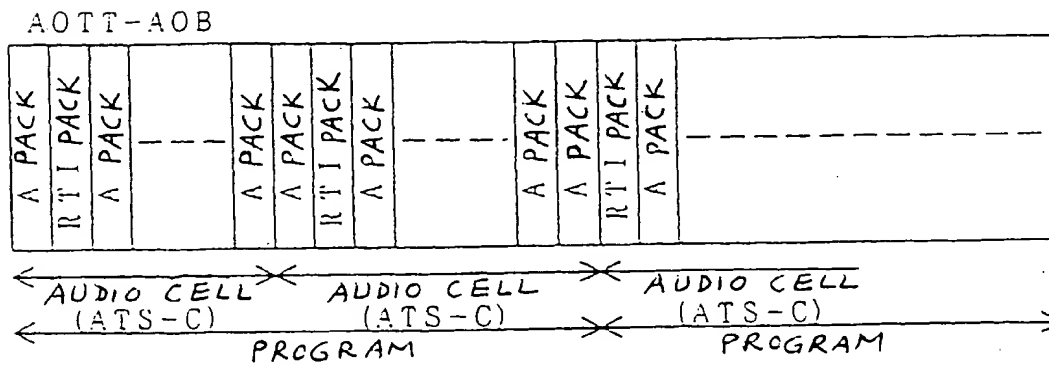 AOTT-AOB
A PACK
RTI PACK
A PACK
A PACK
A PACK
RTI PACK
A PACK
A PACK
A PACK
RTI PACK
A PACK
AUDIO CELL AUDIO CELL AUDIO CELL
(ATS-C) (ATS-C) (ATS-C)
PROGRAM PROGRAM